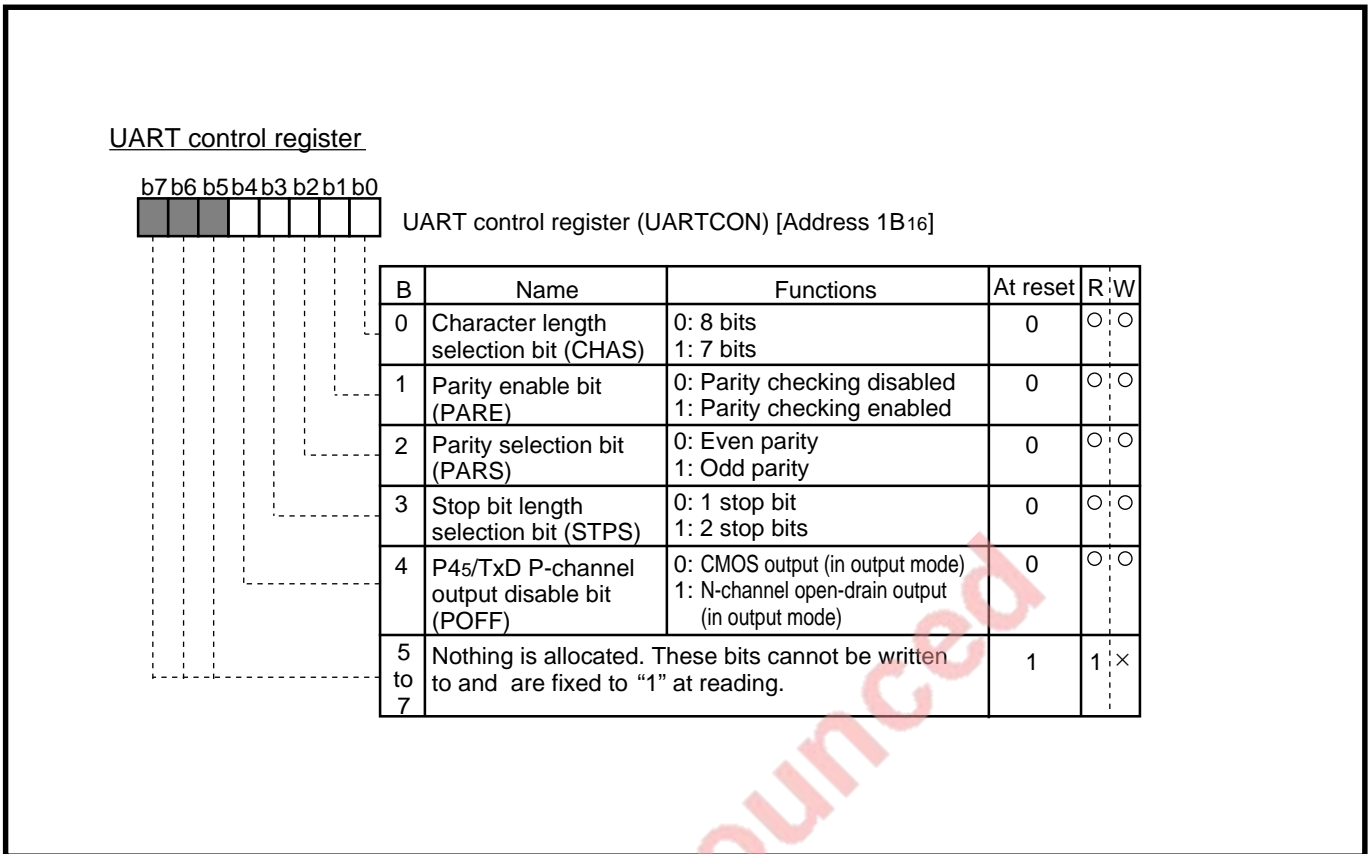 UART control register
b7 b6 b5 b4 b3 b2 b1 b0
UART control register (UARTCON) [Address 1B16]
B Name Functions At reset R W
0 Character length selection bit (CHAS) 0: 8 bits 1: 7 bits 0 ○ ○
1 Parity enable bit (PARE) 0: Parity checking disabled 1: Parity checking enabled 0 ○ ○
2 Parity selection bit (PARS) 0: Even parity 1: Odd parity 0 ○ ○
3 Stop bit length selection bit (STPS) 0: 1 stop bit 1: 2 stop bits 0 ○ ○
4 P45/TxD P-channel output disable bit (POFF) 0: CMOS output (in output mode) 1: N-channel open-drain output (in output mode) 0 ○ ○
5 to 7 Nothing is allocated. These bits cannot be written to and are fixed to “1” at reading. 1 1 ×
ounced